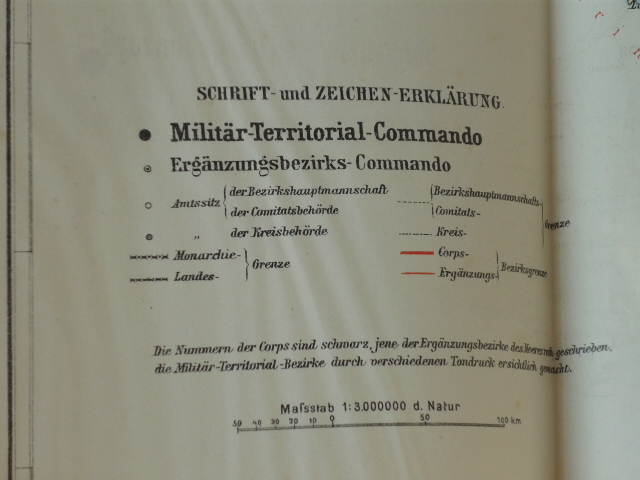 SCHRIFT- und ZEICHEN-ERKLÄRUNG.
Militär-Territorial-Commando
Ergänzungsbezirks-Commando
Amtssitz der Bezirkshauptmannschaft
der Comitatsbehörde
„ der Kreisbehörde
Monarchie-
Landes-
Grenze
Bezirkshauptmannschafts-
Comitats-
Kreis-
Grenze
Corps-
Ergänzungs-
Bezirksgrenze
Die Nummern der Corps sind schwarz, jene der Ergänzungsbezirke des Heeres roth geschrieben.
die Militär-Territorial-Bezirke durch verschiedenen Tondruck ersichtlich gemacht.
Maſsstab 1:3.000000 d. Natur
50 40 30 20 10 0 50 100 km